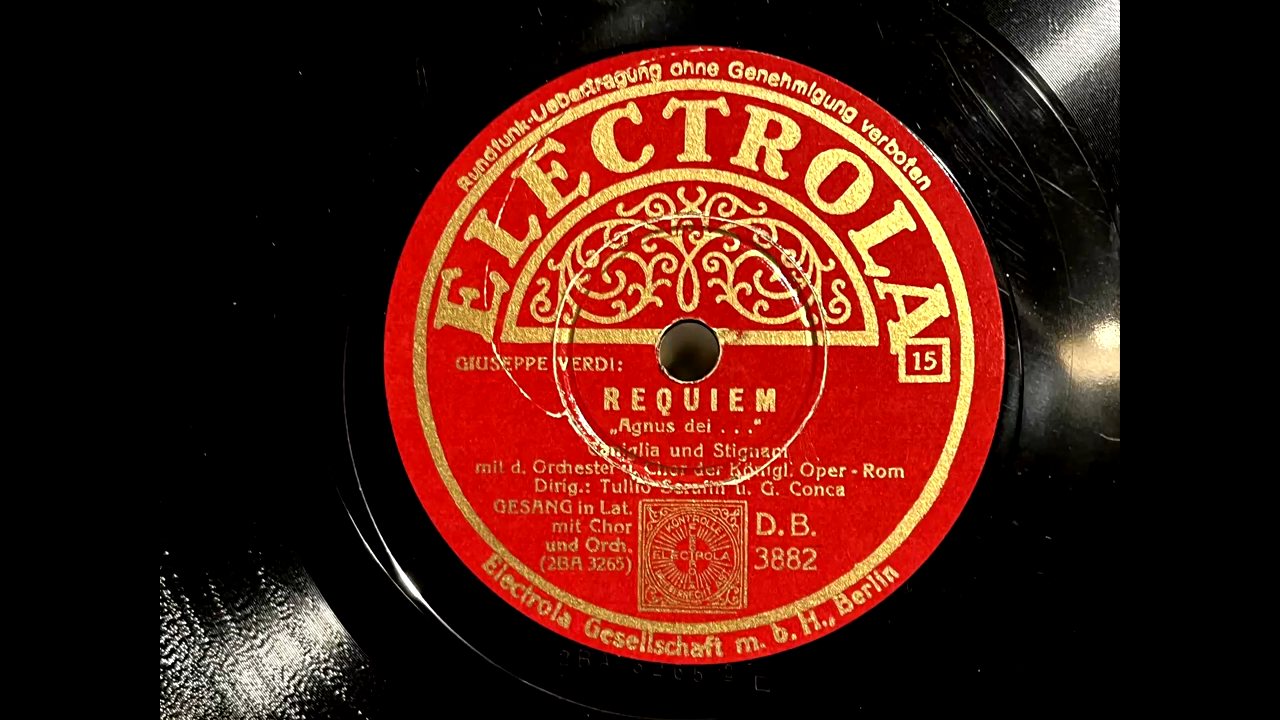 Rundfunk-Uebertragung ohne Genehmigung verboten
ELECTROLA
15
GIUSEPPE VERDI:
REQUIEM
„Agnus dei . . ."
Caniglia und Stignani
mit d. Orchester u. Chor der Königl. Oper - Rom
Dirig.: Tullio Serafin u. G. Conca
GESANG in Lat.
mit Chor
und Orch.
(2BA 3265)
KONTROLLE
ELECTROLA
D.B.
3882
Electrola Gesellschaft m. b. H., Berlin